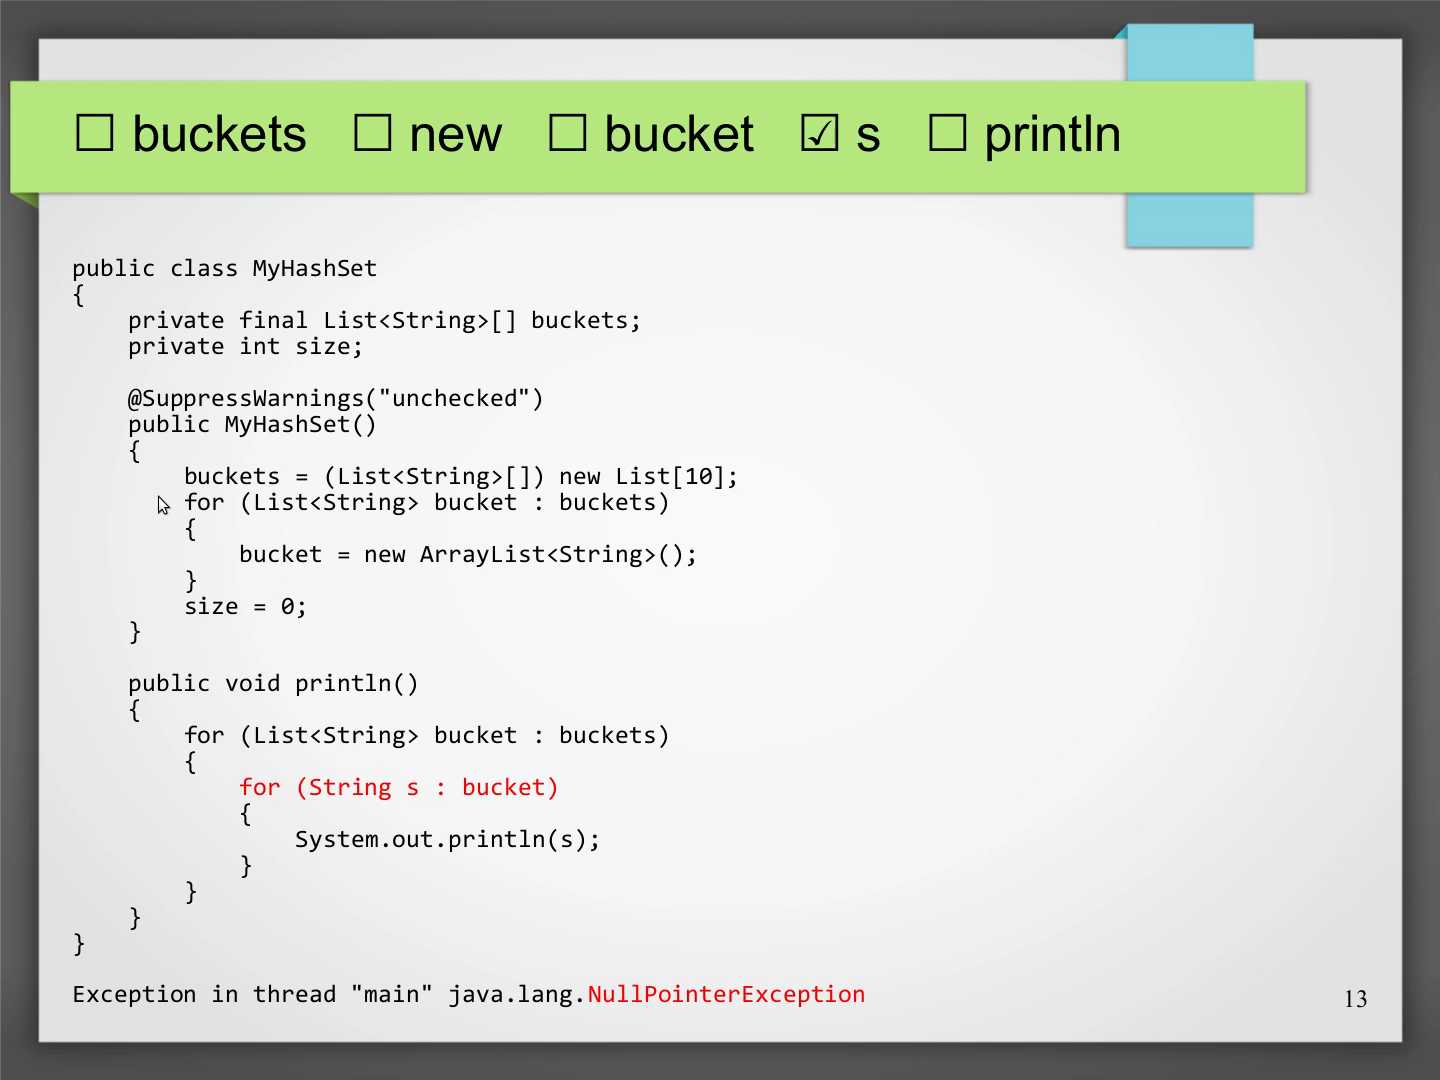 ☐ buckets ☐ new ☐ bucket ☑ s ☐ println
public class MyHashSet
{
    private final List<String>[] buckets;
    private int size;

    @SuppressWarnings("unchecked")
    public MyHashSet()
    {
        buckets = (List<String>[]) new List[10];
        for (List<String> bucket : buckets)
        {
            bucket = new ArrayList<String>();
        }
        size = 0;
    }

    public void println()
    {
        for (List<String> bucket : buckets)
        {
            for (String s : bucket)
            {
                System.out.println(s);
            }
        }
    }
}

Exception in thread "main" java.lang.NullPointerException
13